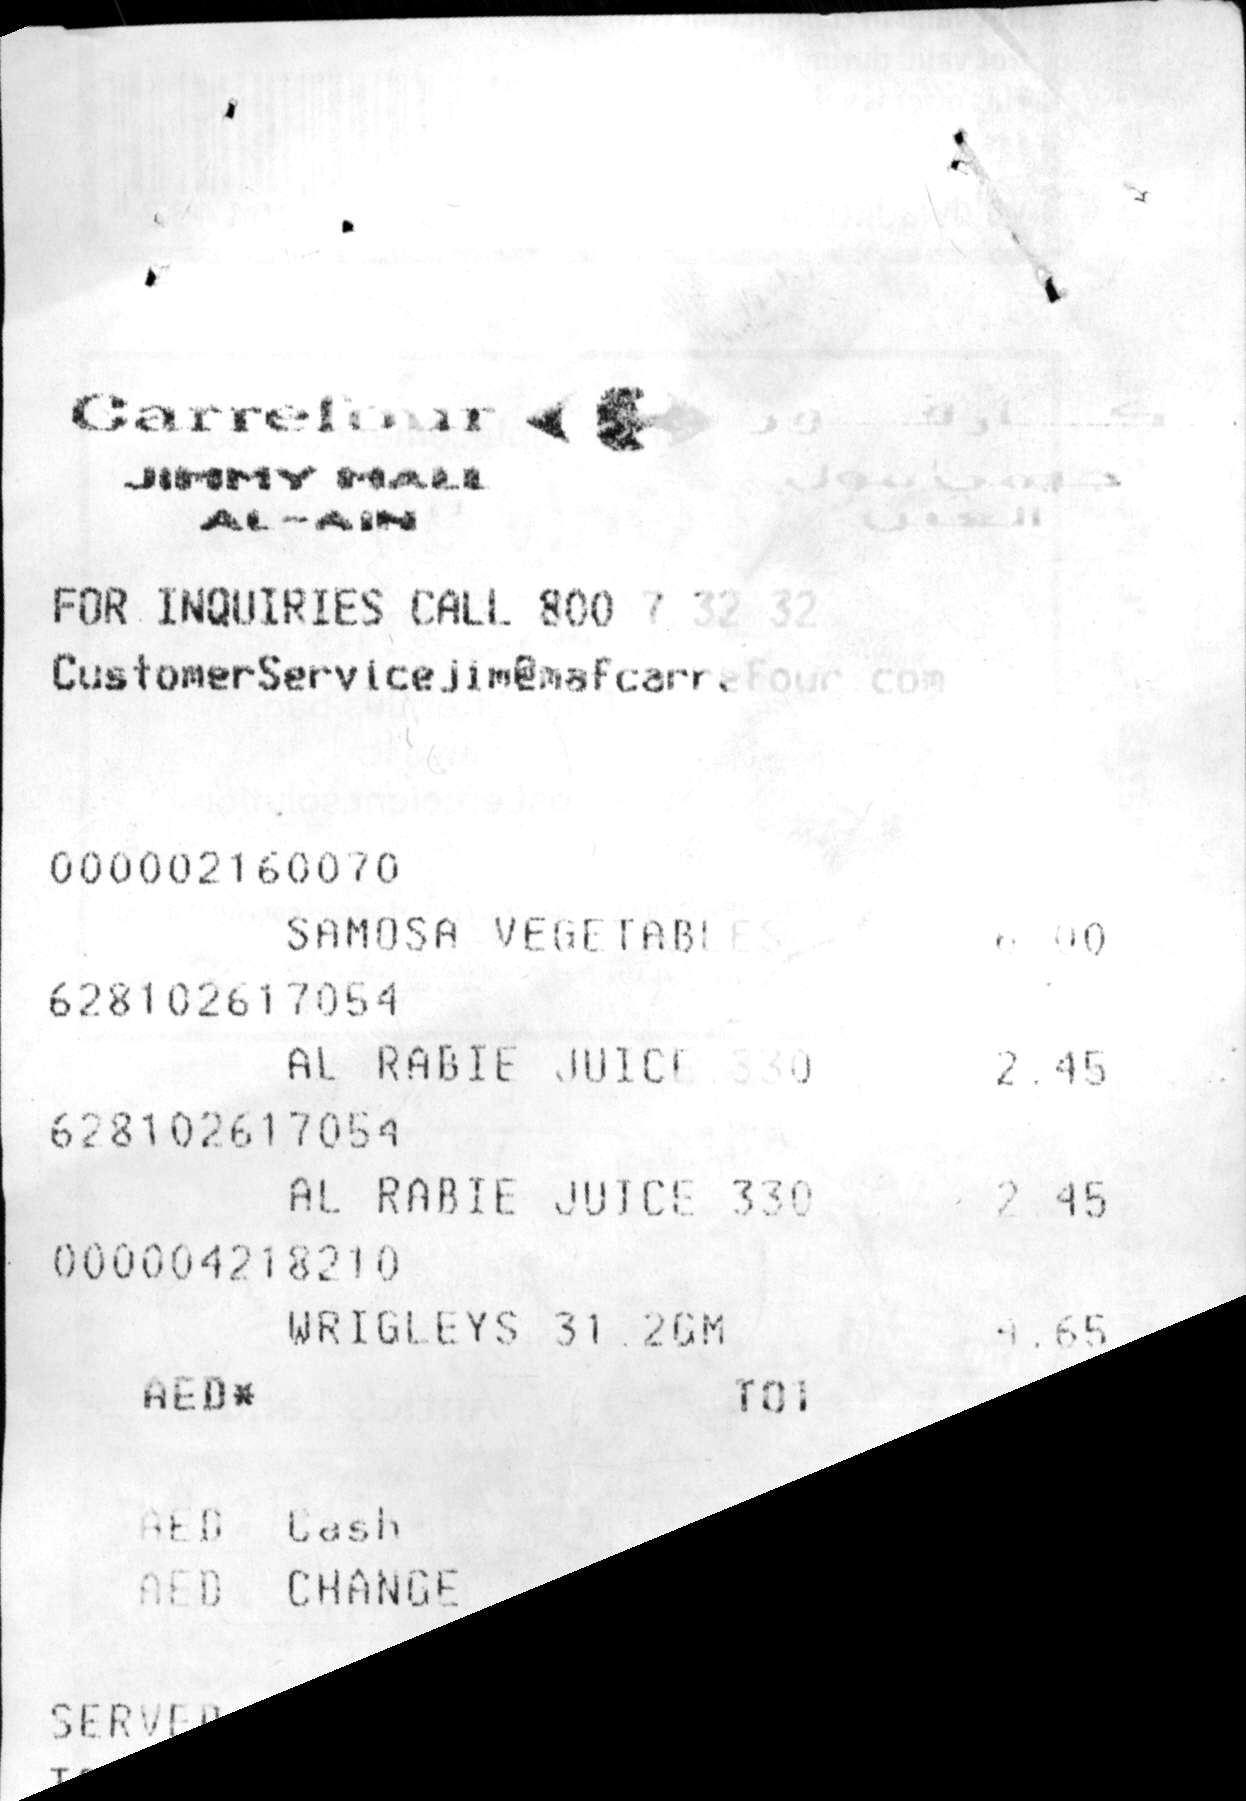 Carrefour
JIMMY MALL
AL-AIN
FOR INQUIRIES CALL 800 7 32 32
CustomerServicejim@mafcarrefour com
000002160070
SAMOSA VEGETABLES
628102617054
AL RABIE JUICE 330 2.45
628102617054
AL RABIE JUICE 330 2.45
000004218210
WRIGLEYS 31.2GM 4.65
AED*
AED Cash
AED CHANGE